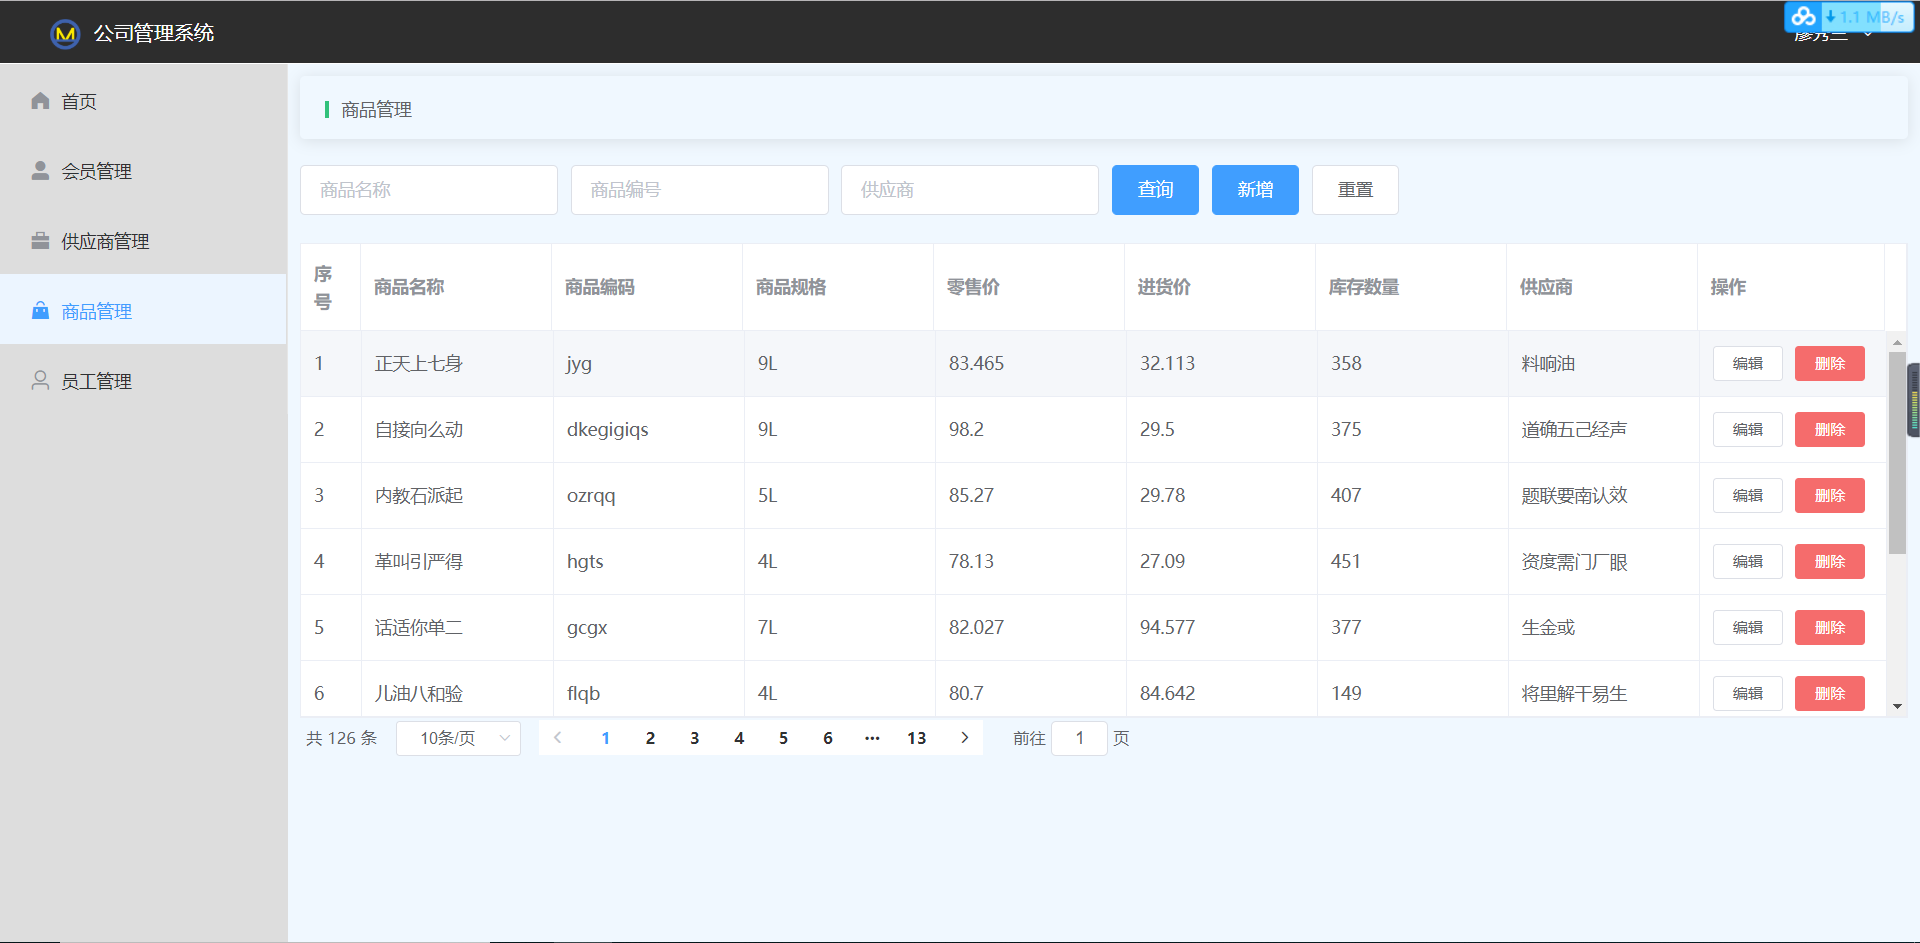 公司管理系统
1.1 MB/s
首页
会员管理
供应商管理
商品管理
员工管理
商品管理
商品名称 商品编号 供应商 查询 新增 重置
序号 商品名称 商品编码 商品规格 零售价 进货价 库存数量 供应商 操作
1 正天上七身 jyg 9L 83.465 32.113 358 料响油 编辑 删除
2 自接向么动 dkegigiqs 9L 98.2 29.5 375 道确五己经声 编辑 删除
3 内教石派起 ozrqq 5L 85.27 29.78 407 题联要南认效 编辑 删除
4 革叫引严得 hgts 4L 78.13 27.09 451 资度需门厂眼 编辑 删除
5 话适你单二 gcgx 7L 82.027 94.577 377 生金或 编辑 删除
6 儿油八和验 flqb 4L 80.7 84.642 149 将里解干易生 编辑 删除
共 126 条 10条/页 1 2 3 4 5 6 ··· 13 前往 1 页